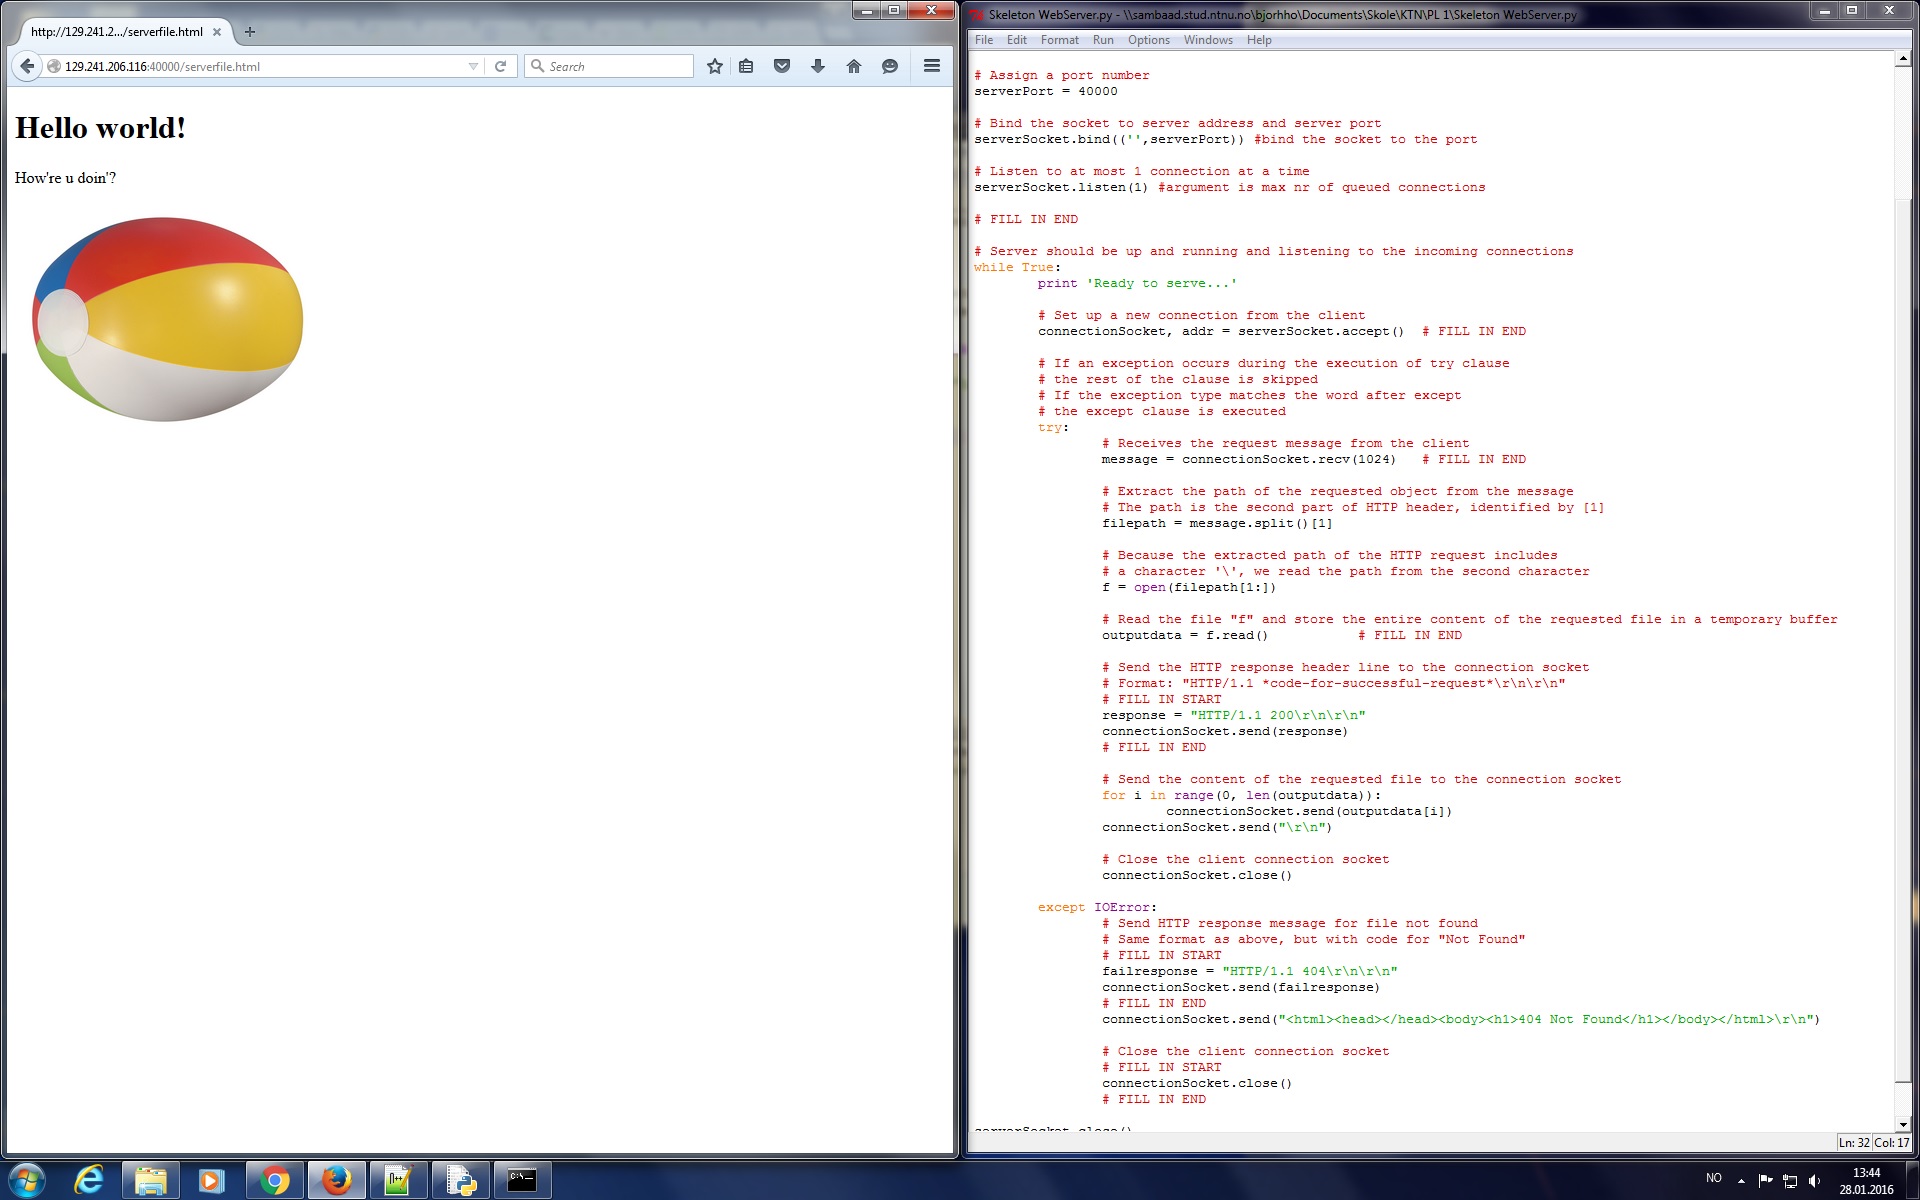 http://129.241.2.../serverfile.html
129.241.206.116:40000/serverfile.html
Search
Hello world!
How're u doin'?
Skeleton WebServer.py - \\sambaad.stud.ntnu.no\bjorhho\Documents\Skole\KTN\PL 1\Skeleton WebServer.py
File Edit Format Run Options Windows Help
# Assign a port number
serverPort = 40000
# Bind the socket to server address and server port
serverSocket.bind(('',serverPort)) #bind the socket to the port
# Listen to at most 1 connection at a time
serverSocket.listen(1) #argument is max nr of queued connections
# FILL IN END
# Server should be up and running and listening to the incoming connections
while True:
print 'Ready to serve...'
# Set up a new connection from the client
connectionSocket, addr = serverSocket.accept() # FILL IN END
# If an exception occurs during the execution of try clause
# the rest of the clause is skipped
# If the exception type matches the word after except
# the except clause is executed
try:
# Receives the request message from the client
message = connectionSocket.recv(1024) # FILL IN END
# Extract the path of the requested object from the message
# The path is the second part of HTTP header, identified by [1]
filepath = message.split()[1]
# Because the extracted path of the HTTP request includes
# a character '\', we read the path from the second character
f = open(filepath[1:])
# Read the file "f" and store the entire content of the requested file in a temporary buffer
outputdata = f.read() # FILL IN END
# Send the HTTP response header line to the connection socket
# Format: "HTTP/1.1 *code-for-successful-request*\r\n\r\n"
# FILL IN START
response = "HTTP/1.1 200\r\n\r\n"
connectionSocket.send(response)
# FILL IN END
# Send the content of the requested file to the connection socket
for i in range(0, len(outputdata)):
connectionSocket.send(outputdata[i])
connectionSocket.send("\r\n")
# Close the client connection socket
connectionSocket.close()
except IOError:
# Send HTTP response message for file not found
# Same format as above, but with code for "Not Found"
# FILL IN START
failresponse = "HTTP/1.1 404\r\n\r\n"
connectionSocket.send(failresponse)
# FILL IN END
connectionSocket.send("<html><head></head><body><h1>404 Not Found</h1></body></html>\r\n")
# Close the client connection socket
# FILL IN START
connectionSocket.close()
# FILL IN END
serverSocket.close()
Ln: 32 Col: 17
NO
13:44
28.01.2016